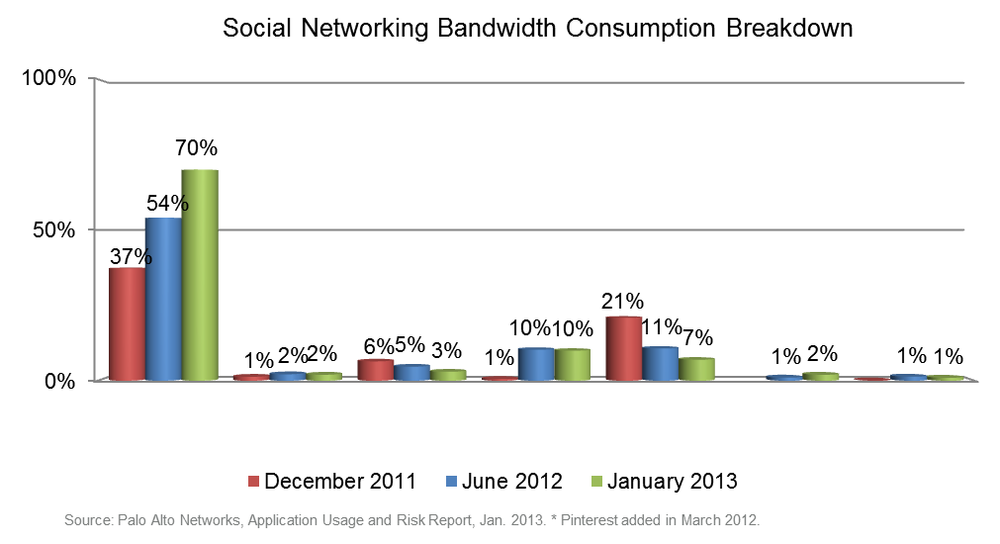 Social Networking Bandwidth Consumption Breakdown
100%
70%
54%
50%
37%
21%
10% 10% 11%
7%
6% 5% 3%
1% 2% 2%
1%
1% 2%
1% 1%
0%
December 2011 June 2012 January 2013
Source: Palo Alto Networks, Application Usage and Risk Report, Jan. 2013. * Pinterest added in March 2012.